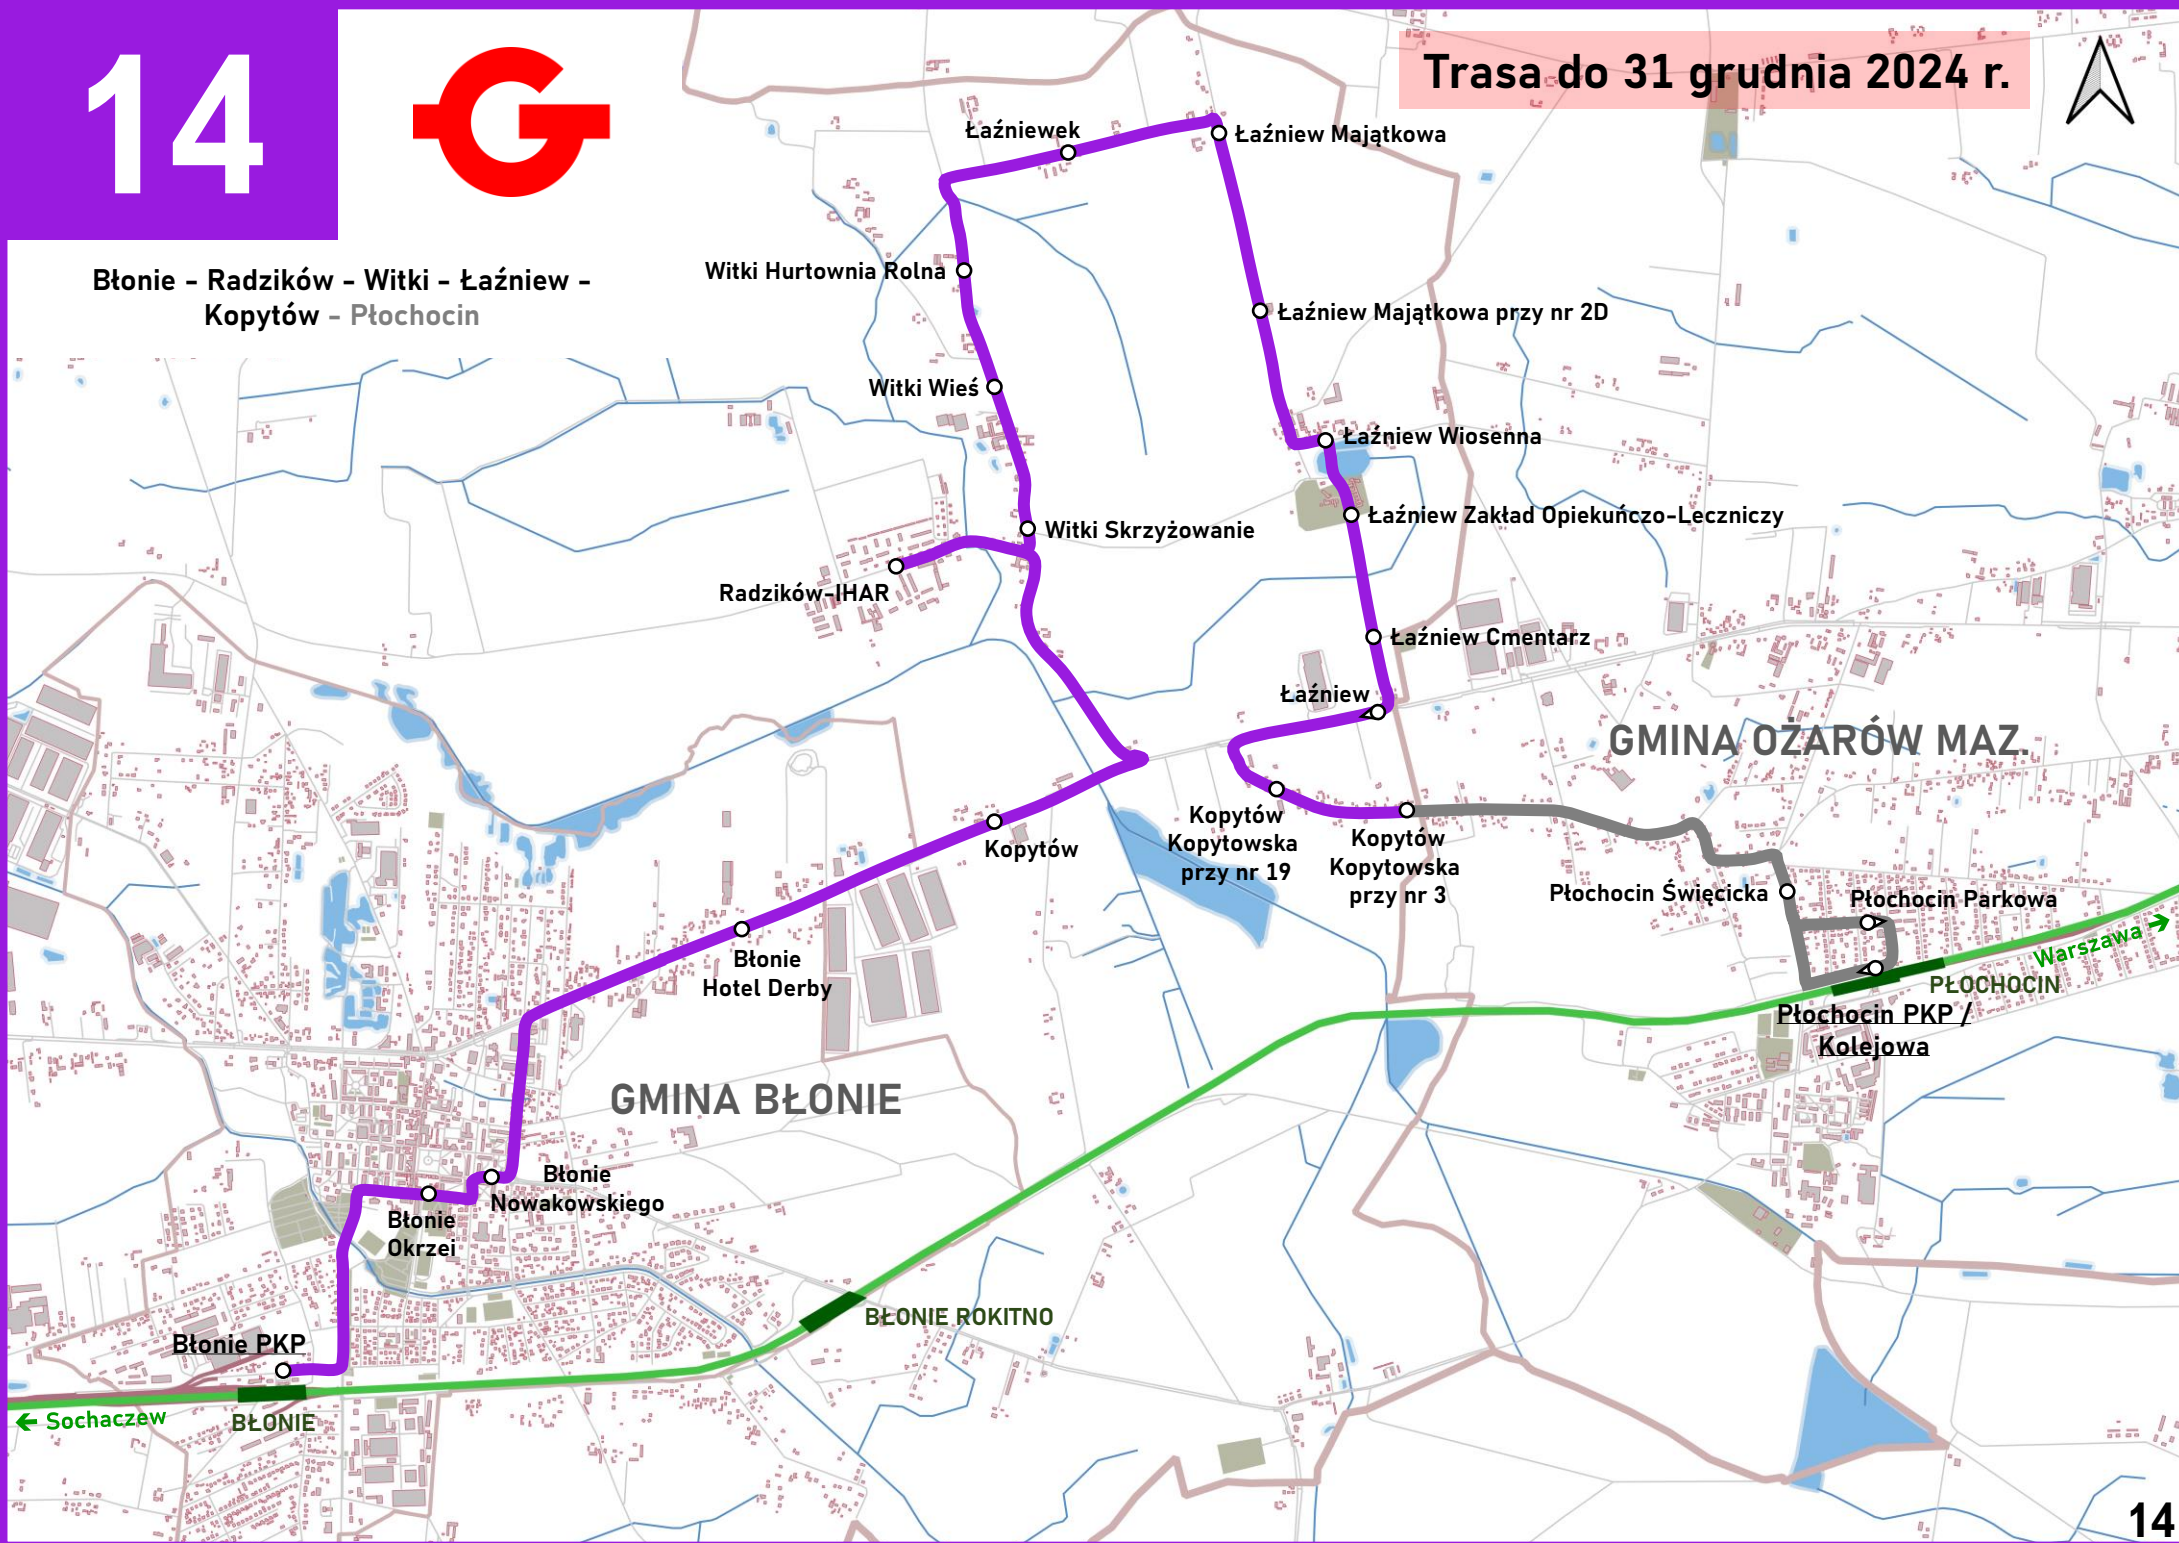 14
G
Trasa do 31 grudnia 2024 r.
Błonie - Radzików - Witki - Łaźniew -
Kopytów - Płochocin
Łaźniewek
Łaźniew Majątkowa
Witki Hurtownia Rolna
Łaźniew Majątkowa przy nr 2D
Witki Wieś
Łaźniew Wiosenna
Łaźniew Zakład Opiekuńczo-Leczniczy
Witki Skrzyżowanie
Radzików-IHAR
Łaźniew Cmentarz
Łaźniew
GMINA OŻARÓW MAZ.
Kopytów
Kopytowska
przy nr 19
Kopytów
Kopytowska
przy nr 3
Kopytów
Płochocin Święcicka
Płochocin Parkowa
Warszawa →
PŁOCHOCIN
Płochocin PKP /
Kolejowa
Błonie
Hotel Derby
GMINA BŁONIE
Błonie
Nowakowskiego
Błonie
Okrzei
BŁONIE ROKITNO
Błonie PKP
← Sochaczew
BŁONIE
14